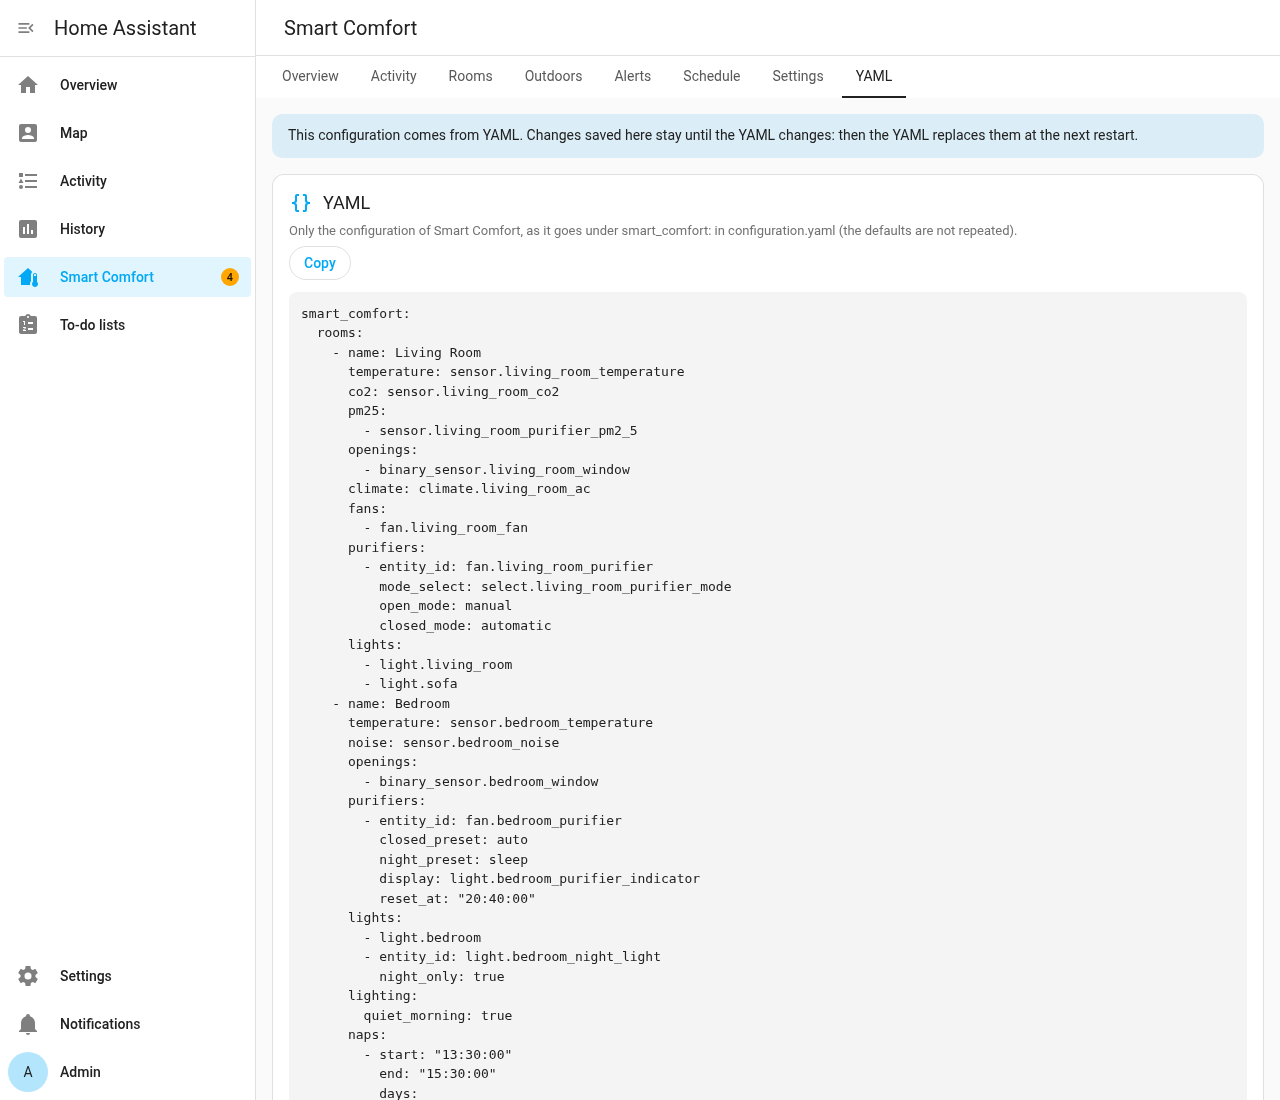 Home Assistant
Overview
Map
Activity
History
Smart Comfort
4
To-do lists
Settings
Notifications
A
Admin
Smart Comfort
Overview Activity Rooms Outdoors Alerts Schedule Settings YAML
This configuration comes from YAML. Changes saved here stay until the YAML changes: then the YAML replaces them at the next restart.
{} YAML
Only the configuration of Smart Comfort, as it goes under smart_comfort: in configuration.yaml (the defaults are not repeated).
Copy
smart_comfort:
  rooms:
    - name: Living Room
      temperature: sensor.living_room_temperature
      co2: sensor.living_room_co2
      pm25:
        - sensor.living_room_purifier_pm2_5
      openings:
        - binary_sensor.living_room_window
      climate: climate.living_room_ac
      fans:
        - fan.living_room_fan
      purifiers:
        - entity_id: fan.living_room_purifier
          mode_select: select.living_room_purifier_mode
          open_mode: manual
          closed_mode: automatic
      lights:
        - light.living_room
        - light.sofa
    - name: Bedroom
      temperature: sensor.bedroom_temperature
      noise: sensor.bedroom_noise
      openings:
        - binary_sensor.bedroom_window
      purifiers:
        - entity_id: fan.bedroom_purifier
          closed_preset: auto
          night_preset: sleep
          display: light.bedroom_purifier_indicator
          reset_at: "20:40:00"
      lights:
        - light.bedroom
        - entity_id: light.bedroom_night_light
          night_only: true
      lighting:
        quiet_morning: true
      naps:
        - start: "13:30:00"
          end: "15:30:00"
          days: